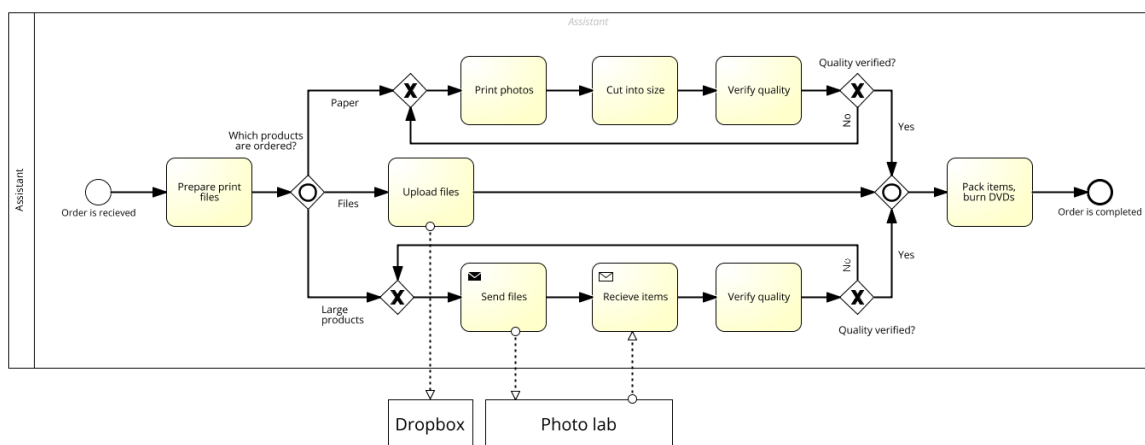 Assistant
Assistant
Order is recieved
Prepare print
files
Which products
are ordered?
Paper
Print photos
Cut into size
Verify quality
Quality verified?
No
Yes
Files
Upload files
Large
products
Send files
Recieve items
Verify quality
Quality verified?
No
Yes
Pack items,
burn DVDs
Order is completed
Dropbox
Photo lab